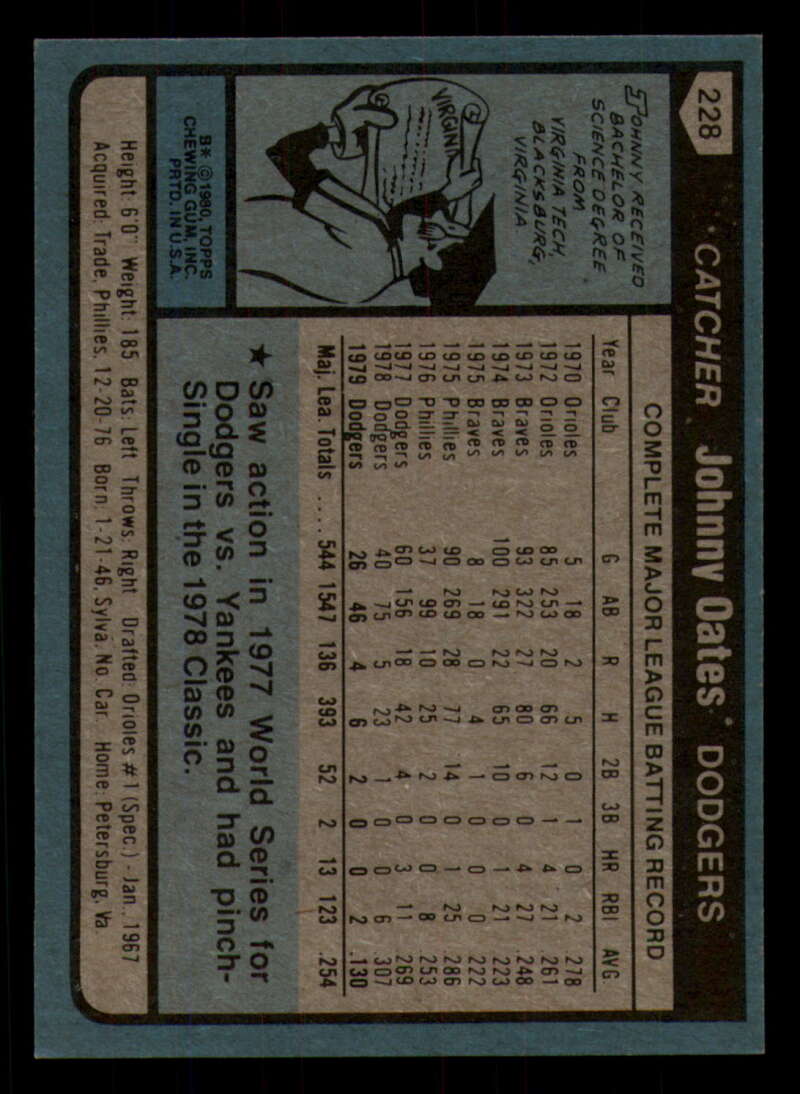 228
CATCHER Johnny Oates DODGERS
JOHNNY RECEIVED
BACHELOR OF
SCIENCE DEGREE
FROM
VIRGINIA TECH,
BLACKSBURG,
VIRGINIA
VIRGINIA
B* © 1980, TOPPS
CHEWING GUM, INC.
PRTD. IN U.S.A.
COMPLETE MAJOR LEAGUE BATTING RECORD
Year Club G AB R H 2B 3B HR RBI AVG
1970 Orioles 5 18 2 5 0 1 0 2 .278
1972 Orioles 85 253 20 66 12 1 4 21 .261
1973 Braves 93 322 27 80 6 0 4 27 .248
1974 Braves 100 291 22 65 10 0 1 21 .223
1975 Braves 8 18 0 4 1 0 0 0 .222
1975 Phillies 90 269 28 77 14 0 1 25 .286
1976 Phillies 37 99 10 25 2 0 0 8 .253
1977 Dodgers 60 156 18 42 4 0 3 11 .269
1978 Dodgers 40 75 5 23 1 0 0 6 .307
1979 Dodgers 26 46 4 6 2 0 0 2 .130
Maj. Lea. Totals .... 544 1547 136 393 52 2 13 123 .254
★ Saw action in 1977 World Series for
Dodgers vs. Yankees and had pinch-
Single in the 1978 Classic.
Height: 6'0" Weight: 185 Bats: Left Throws: Right Drafted: Orioles #1 (Spec.) - Jan., 1967
Acquired: Trade, Phillies, 12-20-76 Born: 1-21-46, Sylva, No. Car. Home: Petersburg, Va